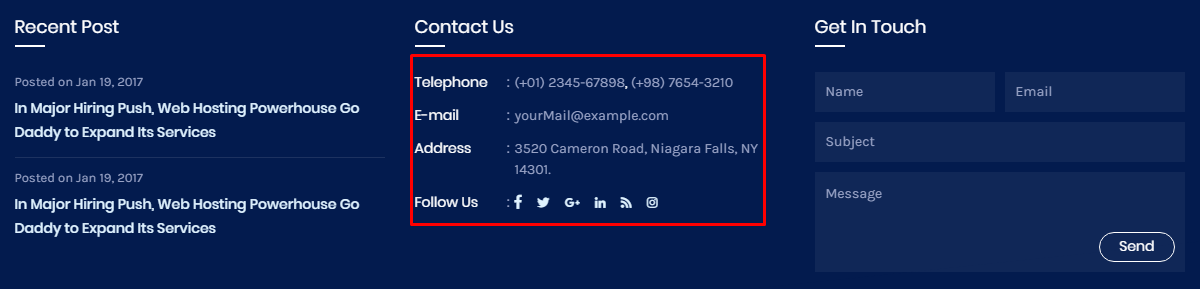 Recent Post
Posted on Jan 19, 2017
In Major Hiring Push, Web Hosting Powerhouse Go
Daddy to Expand Its Services
Posted on Jan 19, 2017
In Major Hiring Push, Web Hosting Powerhouse Go
Daddy to Expand Its Services
Contact Us
Telephone : (+01) 2345-67898, (+98) 7654-3210
E-mail : yourMail@example.com
Address : 3520 Cameron Road, Niagara Falls, NY
14301.
Follow Us :
Get In Touch
Name
Email
Subject
Message
Send